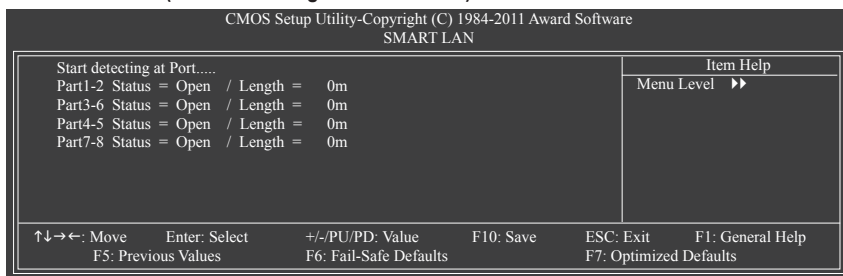 CMOS Setup Utility-Copyright (C) 1984-2011 Award Software
SMART LAN
Start detecting at Port.....
Part1-2 Status = Open / Length = 0m
Part3-6 Status = Open / Length = 0m
Part4-5 Status = Open / Length = 0m
Part7-8 Status = Open / Length = 0m
Item Help
Menu Level ▶▶
↑↓→←: Move Enter: Select +/-/PU/PD: Value F10: Save ESC: Exit F1: General Help
F5: Previous Values F6: Fail-Safe Defaults F7: Optimized Defaults